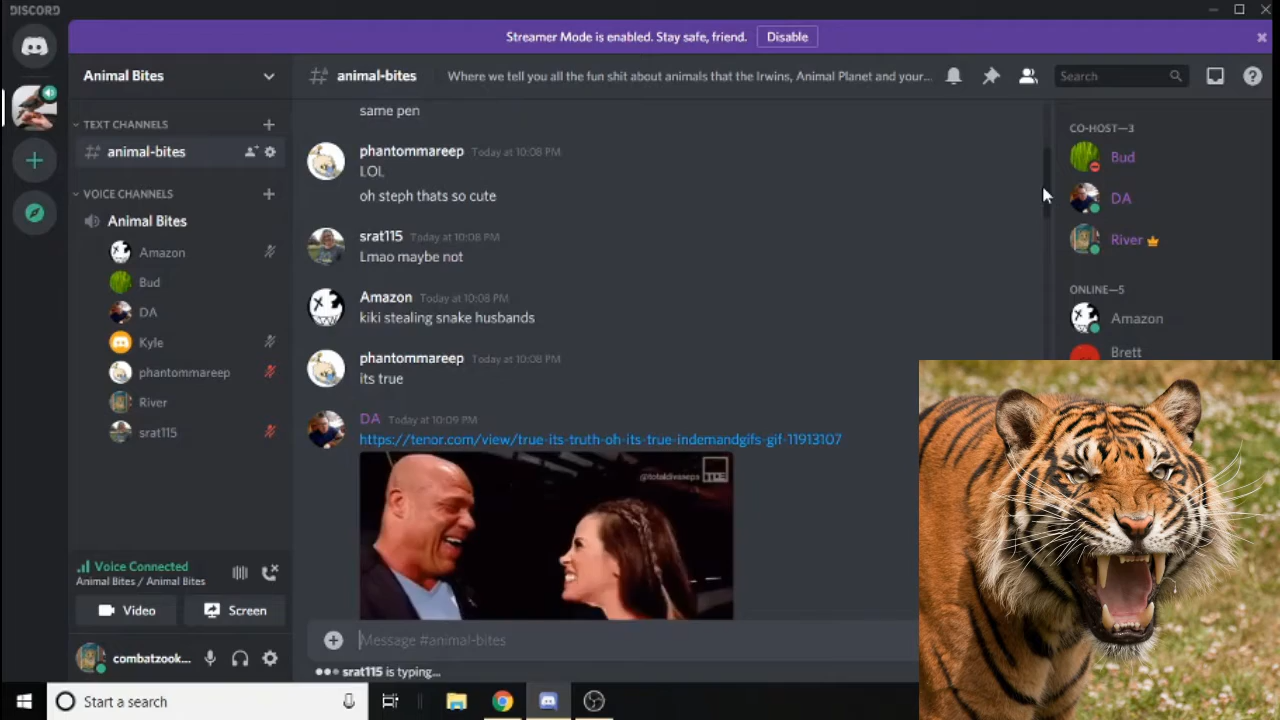 DISCORD
Streamer Mode is enabled. Stay safe, friend.
Disable
Animal Bites
animal-bites
Where we tell you all the fun shit about animals that the Irwins, Animal Planet and your...
Search
TEXT CHANNELS
animal-bites
VOICE CHANNELS
Animal Bites
Amazon
Bud
DA
Kyle
phantommareep
River
srat115
Voice Connected
Animal Bites / Animal Bites
Video
Screen
combatzook...
same pen
phantommareep Today at 10:08 PM
LOL
oh steph thats so cute
srat115 Today at 10:08 PM
Lmao maybe not
Amazon Today at 10:08 PM
kiki stealing snake husbands
phantommareep Today at 10:08 PM
its true
DA Today at 10:09 PM
https://tenor.com/view/true-its-truth-oh-its-true-indemandgifs-gif-11913107
@totaldivaseps
Message #animal-bites
srat115 is typing...
CO-HOST—3
Bud
DA
River
ONLINE—5
Amazon
Brett
Start a search